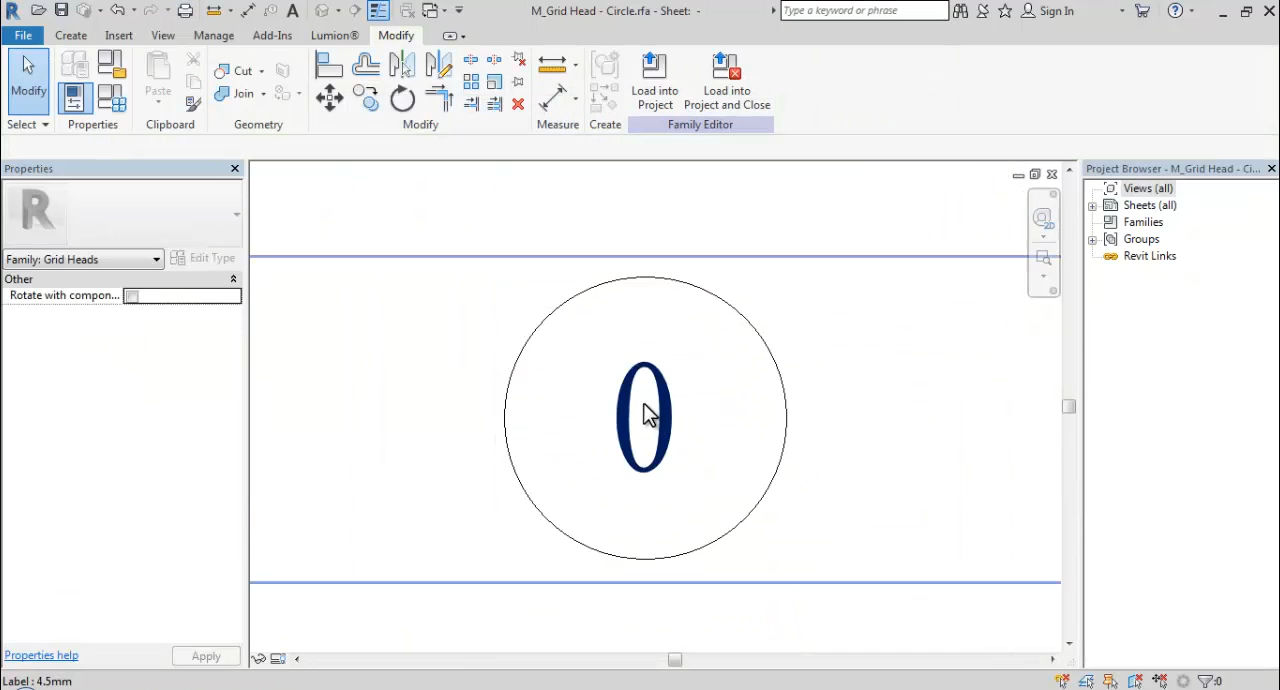 M_Grid Head - Circle.rfa - Sheet: -
Type a keyword or phrase
Sign In
File Create Insert View Manage Add-Ins Lumion® Modify
Modify
Paste
Cut
Join
Load into Project
Load into Project and Close
Select Properties Clipboard Geometry Modify Measure Create Family Editor
Properties
R
Family: Grid Heads
Edit Type
Other
Rotate with compon...
0
2D
Project Browser - M_Grid Head - Ci...
Views (all)
Sheets (all)
Families
Groups
Revit Links
Properties help
Apply
Label : 4.5mm
:0